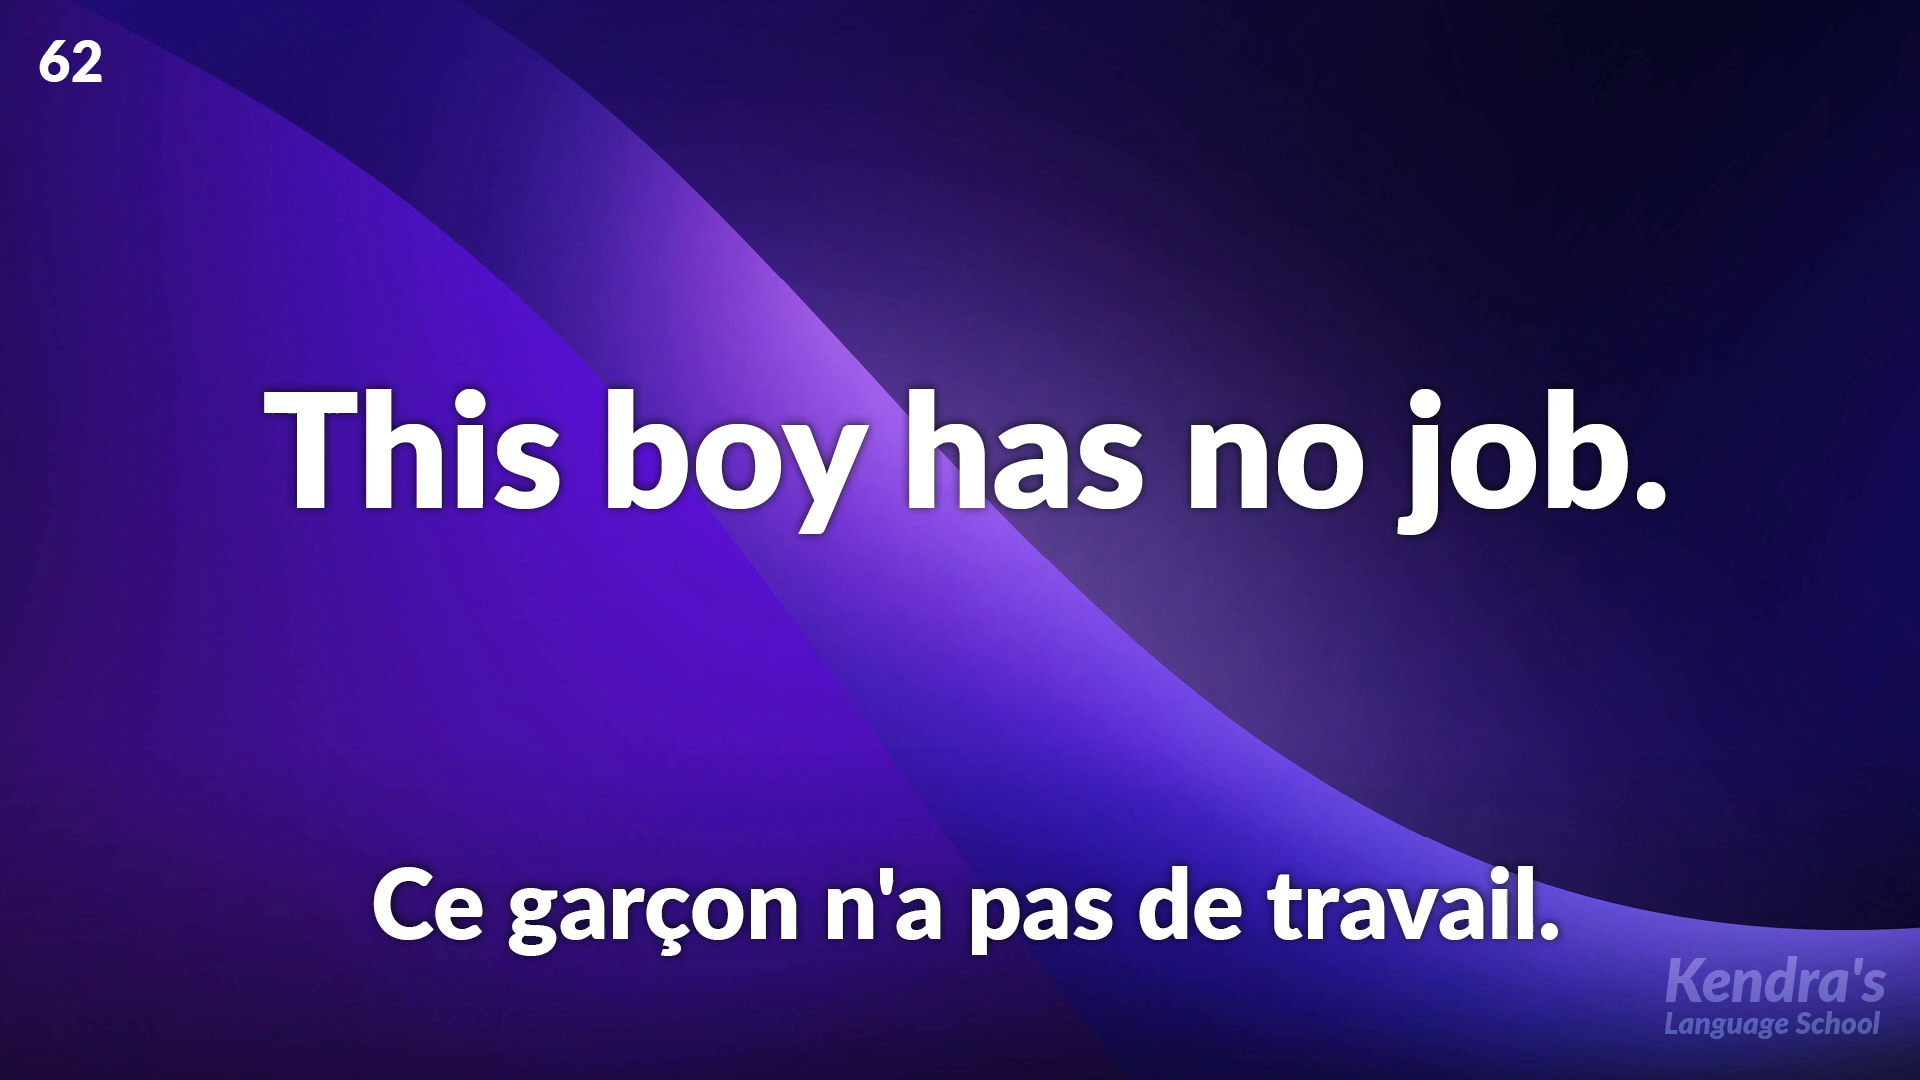 62
This boy has no job.
Ce garçon n'a pas de travail.
Kendra's
Language School